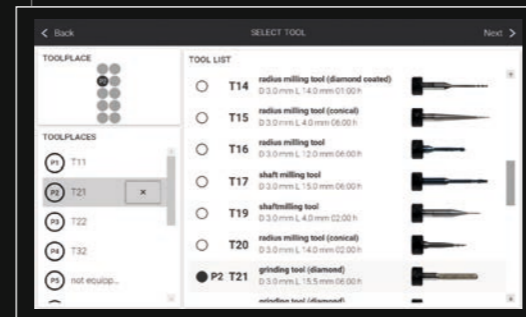 Back
SELECT TOOL
Next
TOOLPLACE
P2
TOOLPLACES
P1 T11
P2 T21 ×
P3 T22
P4 T32
P5 not equipp...
TOOL LIST
T14 radius milling tool (diamond coated)
D 3.0 mm L 14.0 mm 01:00 h
T15 radius milling tool (conical)
D 3.0 mm L 4.0 mm 06:00 h
T16 radius milling tool
D 3.0 mm L 12.0 mm 06:00 h
T17 shaft milling tool
D 3.0 mm L 15.0 mm 06:00 h
T19 shaftmilling tool
D 3.0 mm L 4.0 mm 02:00 h
T20 radius milling tool (conical)
D 3.0 mm L 14.0 mm 02:00 h
P2 T21 grinding tool (diamond)
D 3.0 mm L 15.5 mm 06:00 h
grinding tool (diamond)